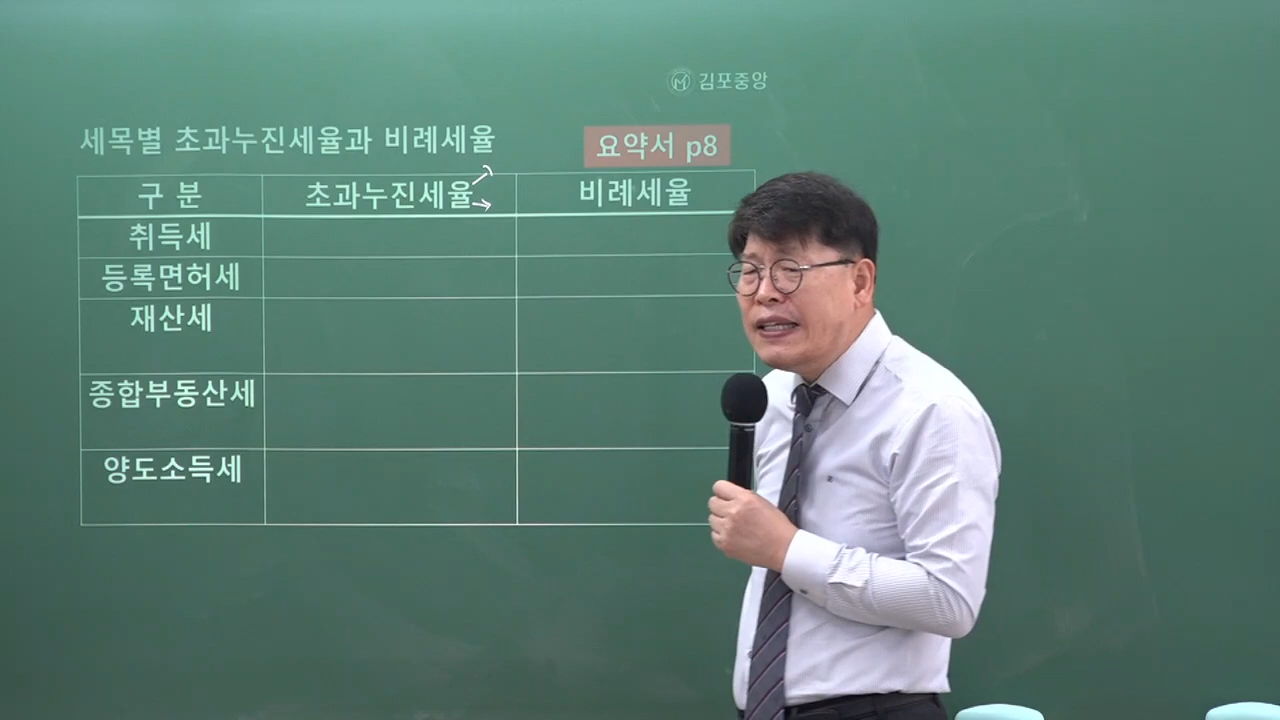 김포중앙
세목별 초과누진세율과 비례세율
요약서 p8
구 분 초과누진세율 비례세율
취득세
등록면허세
재산세
종합부동산세
양도소득세